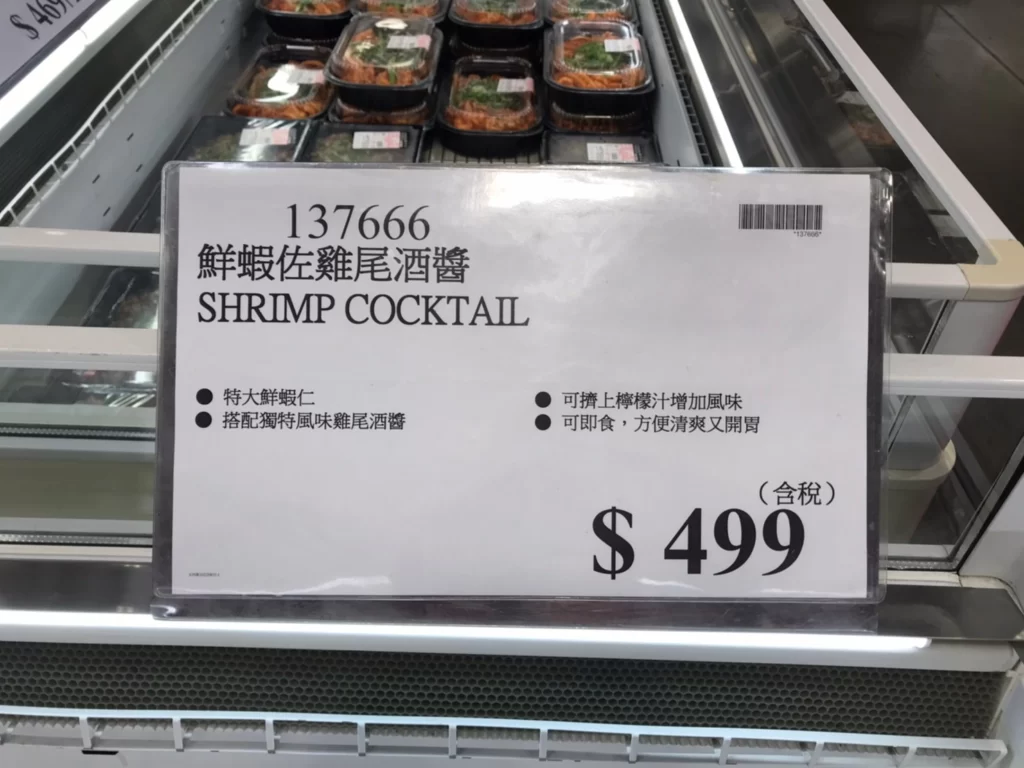 137666
鮮蝦佐雞尾酒醬
SHRIMP COCKTAIL
*137666*
● 特大鮮蝦仁
● 搭配獨特風味雞尾酒醬
● 可擠上檸檬汁增加風味
● 可即食，方便清爽又開胃
（含稅）
$ 499